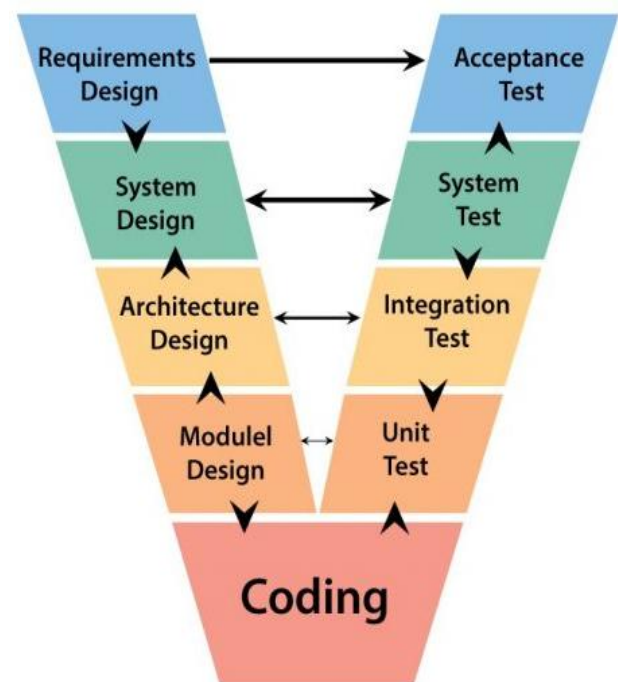 Requirements
Design
Acceptance
Test
System
Design
System
Test
Architecture
Design
Integration
Test
Modulel
Design
Unit
Test
Coding